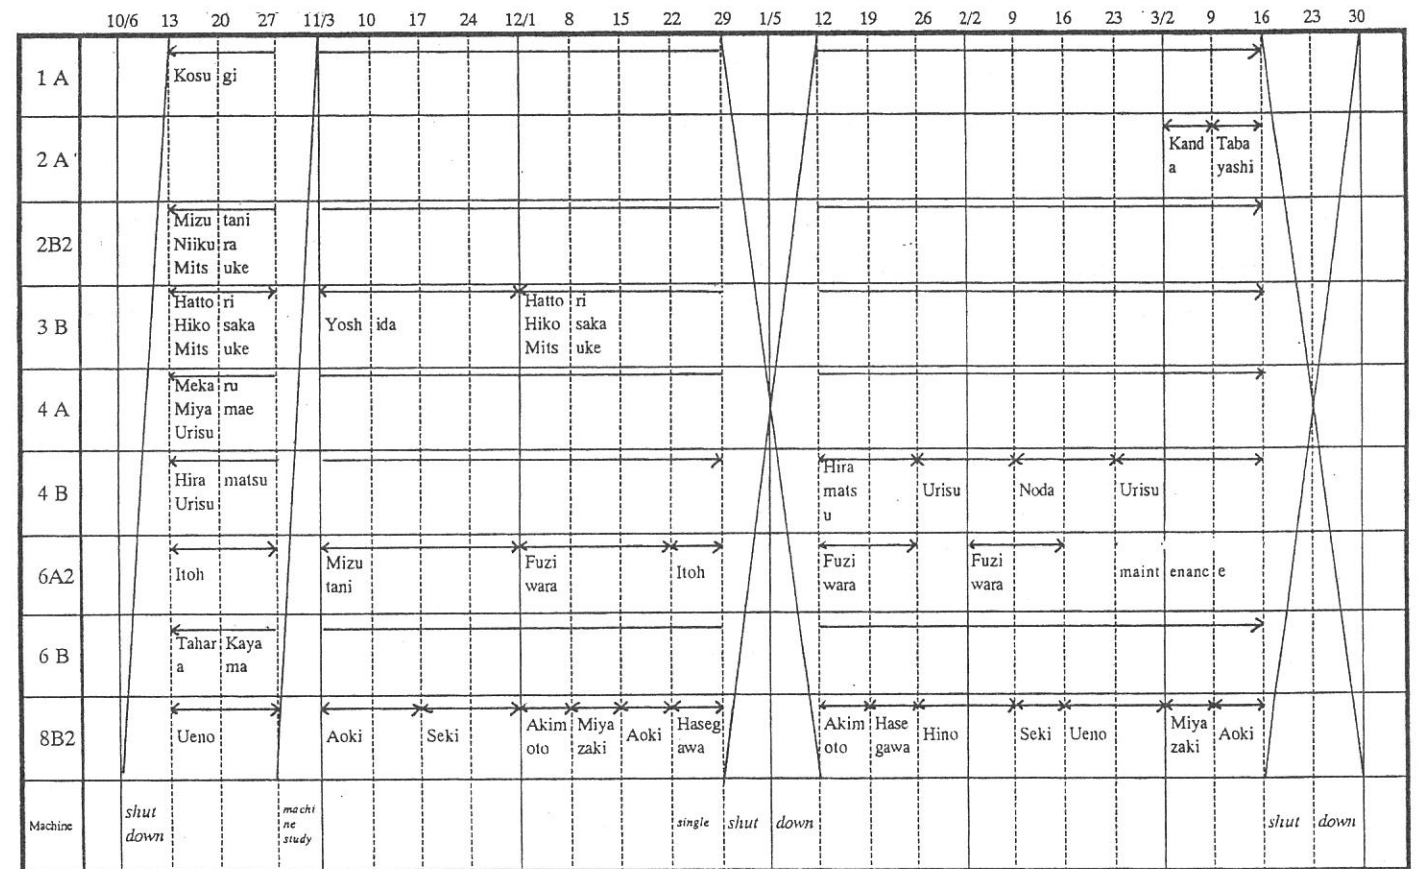 10/6 13 20 27 11/3 10 17 24 12/1 8 15 22 29 1/5 12 19 26 2/2 9 16 23 3/2 9 16 23 30
1 A
Kosu gi
2 A
Kand Taba
a yashi
2B2
Mizu tani
Niiku ra
Mits uke
3 B
Hatto ri
Hiko saka
Mits uke
Yosh ida
Hatto ri
Hiko saka
Mits uke
4 A
Meka ru
Miya mae
Urisu
4 B
Hira matsu
Urisu
Hira
mats
u
Urisu
Noda
Urisu
6A2
Itoh
Mizu
tani
Fuzi
wara
Itoh
Fuzi
wara
Fuzi
wara
maint enanc e
6 B
Tahar Kaya
a ma
8B2
Ueno
Aoki
Seki
Akim
oto
Miya
zaki
Aoki
Haseg
awa
Akim
oto
Hase
gawa
Hino
Seki
Ueno
Miya
zaki
Aoki
Machine
shut
down
machi
ne
study
single
shut down
shut down